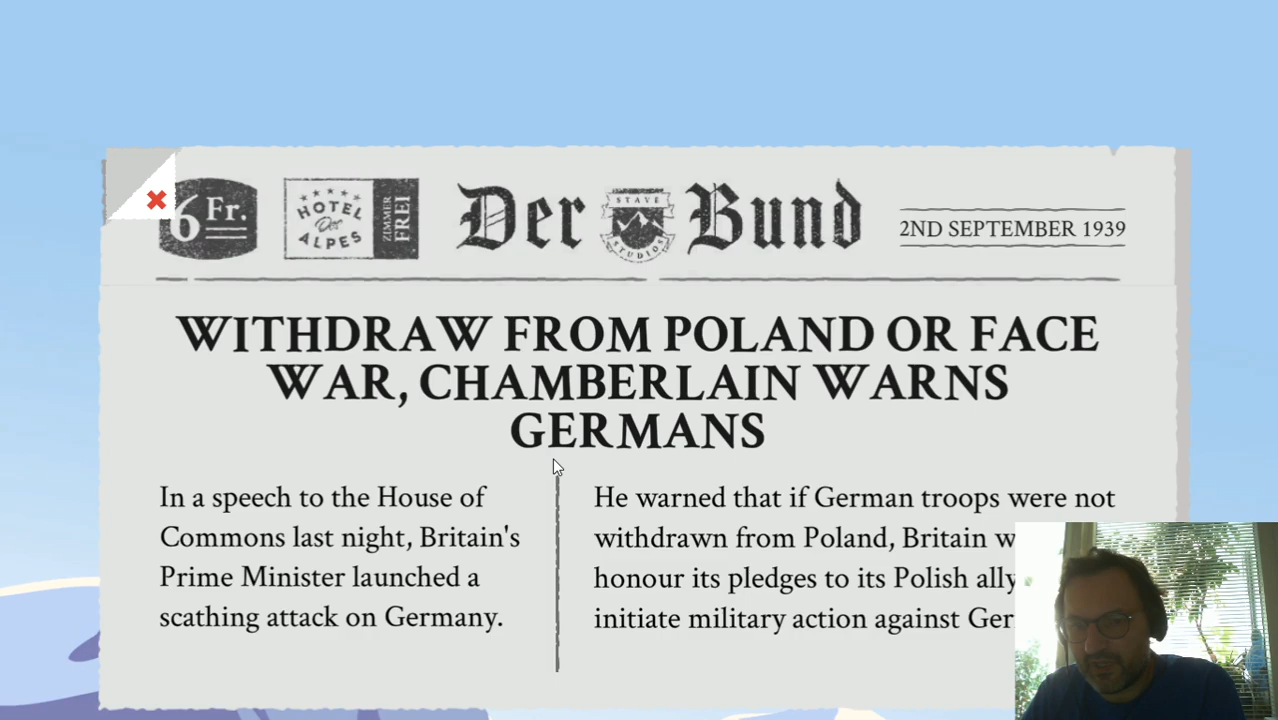 6 Fr.
HOTEL
Der
ALPES
ZIMMER
FREI
Der Bund
STAVE
STUDIOS
2ND SEPTEMBER 1939
WITHDRAW FROM POLAND OR FACE
WAR, CHAMBERLAIN WARNS
GERMANS
In a speech to the House of
Commons last night, Britain's
Prime Minister launched a
scathing attack on Germany.
He warned that if German troops were not
withdrawn from Poland, Britain
honour its pledges to its Polish ally
initiate military action against